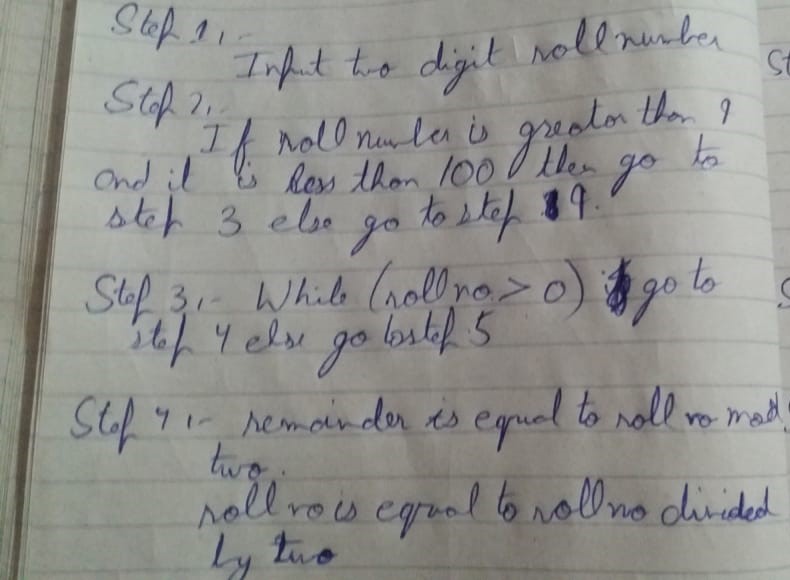 Step 1:-
Input two digit roll number
St
Step 2:-
If roll number is greater than 9
and it is less than 100 then go to
step 3 else go to step 9.
Step 3:- While (roll no. > 0) go to
step 4 else go to step 5
Step 4:- remainder is equal to roll no mod
two.
roll no is equal to roll no divided
by two